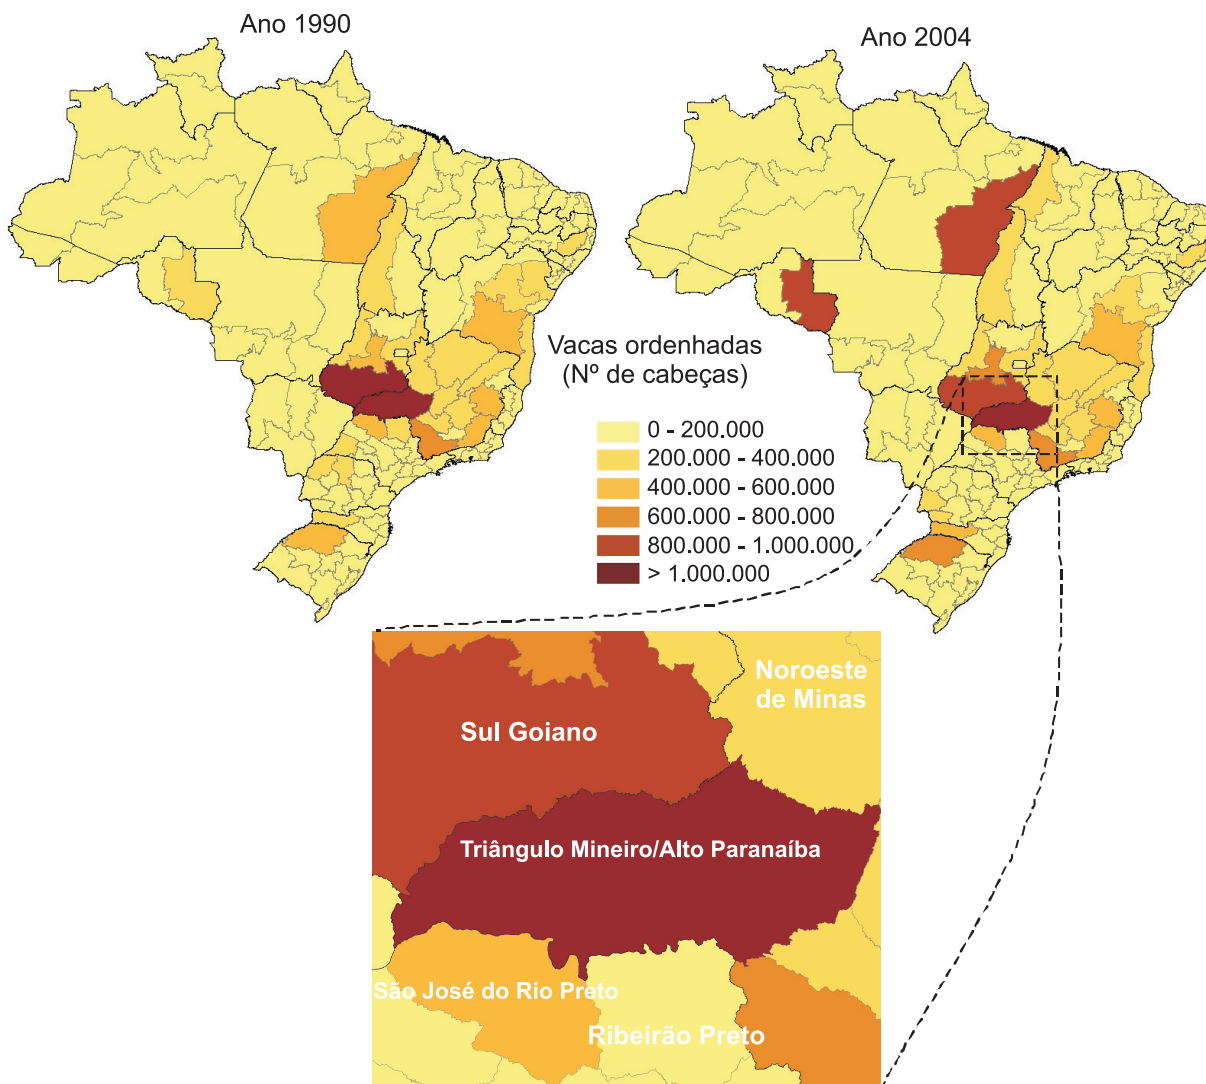 Ano 1990
Ano 2004
Vacas ordenhadas
(Nº de cabeças)
0 - 200.000
200.000 - 400.000
400.000 - 600.000
600.000 - 800.000
800.000 - 1.000.000
> 1.000.000
Noroeste
de Minas
Sul Goiano
Triângulo Mineiro/Alto Paranaíba
São José do Rio Preto
Ribeirão Preto